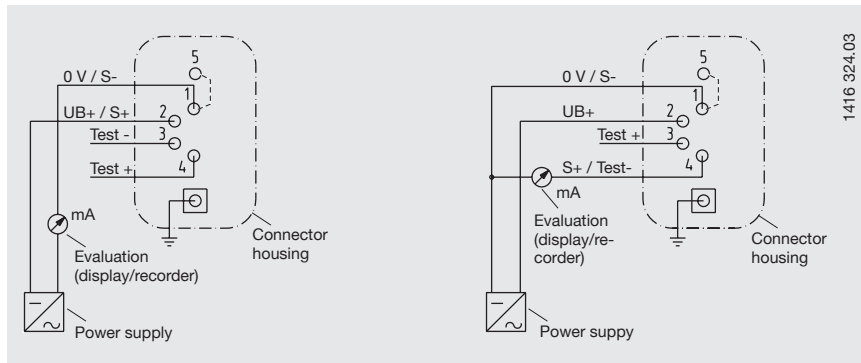 5
0 V / S-
1
UB+ / S+
2
Test -
3
Test +
4
mA
Evaluation
(display/recorder)
Connector
housing
Power supply
5
0 V / S-
1
UB+
2
Test +
3
S+ / Test-
4
mA
Evaluation
(display/re-
corder)
Connector
housing
Power suppy
1416 324.03